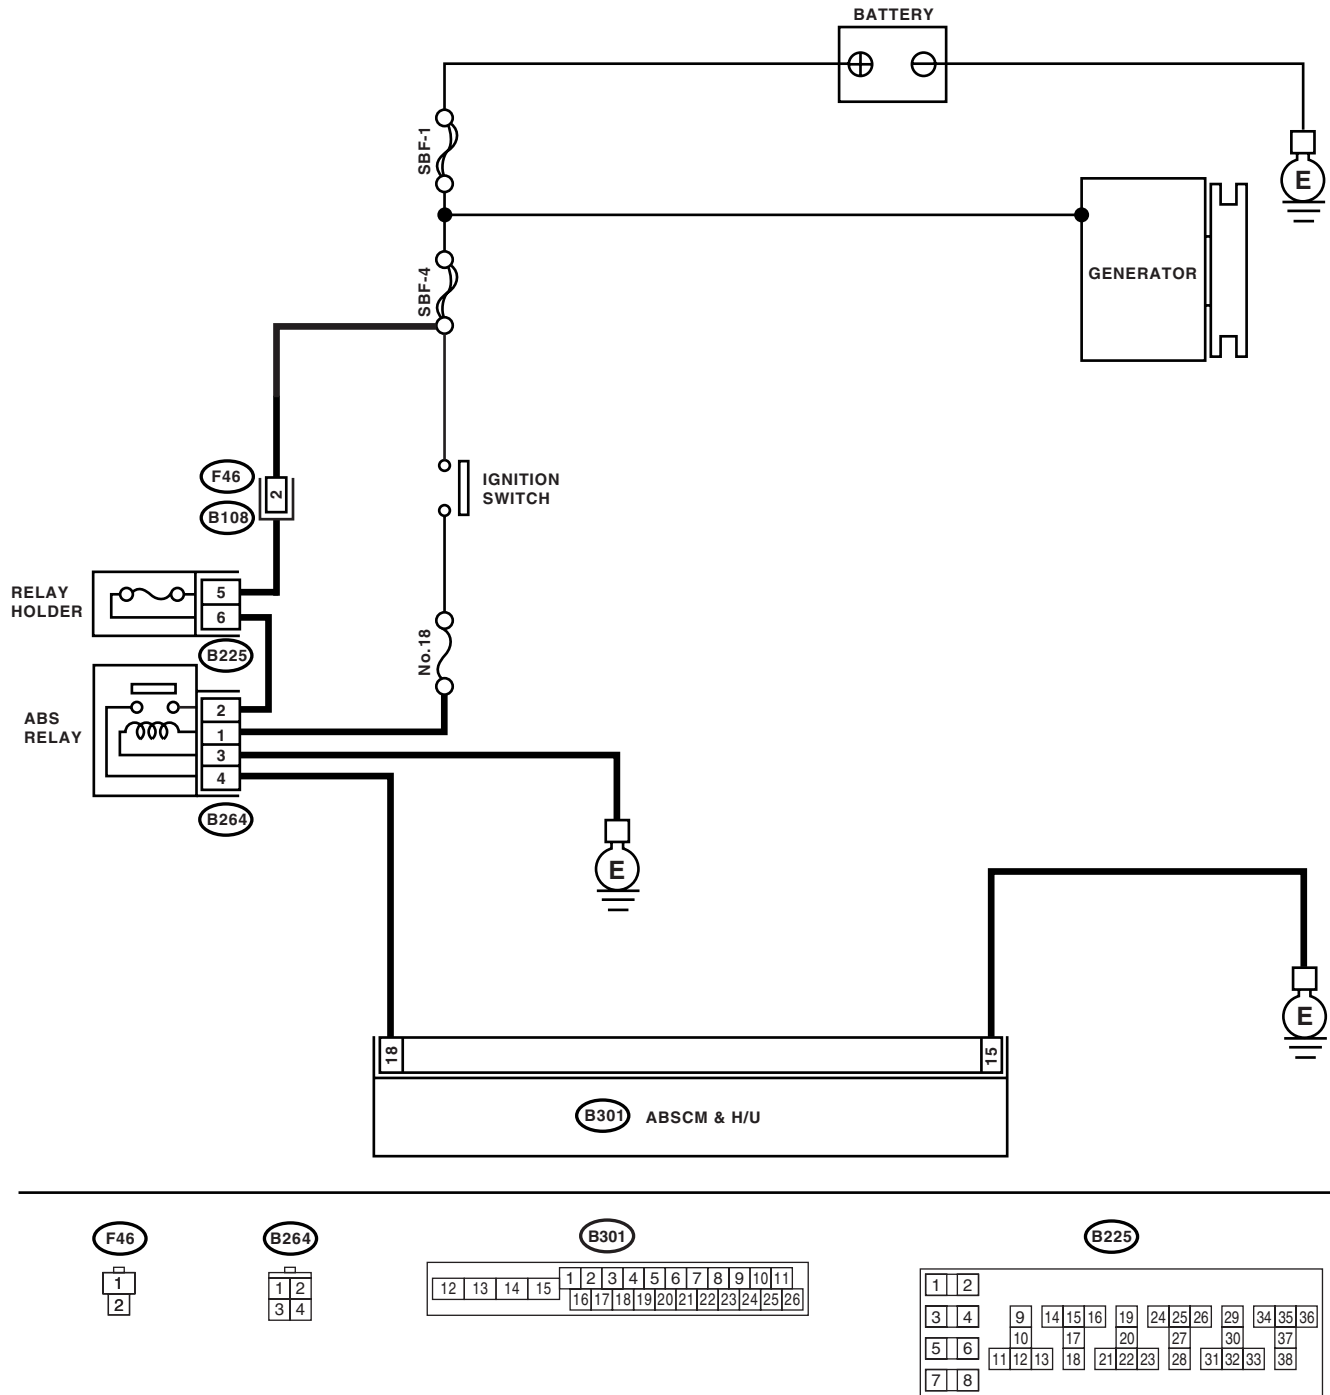 BATTERY
SBF-1
E
GENERATOR
SBF-4
F46
2
B108
IGNITION
SWITCH
RELAY
HOLDER
5
6
B225
No.18
ABS
RELAY
2
1
3
4
B264
E
E
18
15
B301 ABSCM & H/U
F46
B264
B301
B225
1
2
1 2
3 4
12 13 14 15 1 2 3 4 5 6 7 8 9 10 11
16 17 18 19 20 21 22 23 24 25 26
1 2
3 4 9 14 15 16 19 24 25 26 29 34 35 36
10 17 20 27 30 37
5 6 11 12 13 18 21 22 23 28 31 32 33 38
7 8